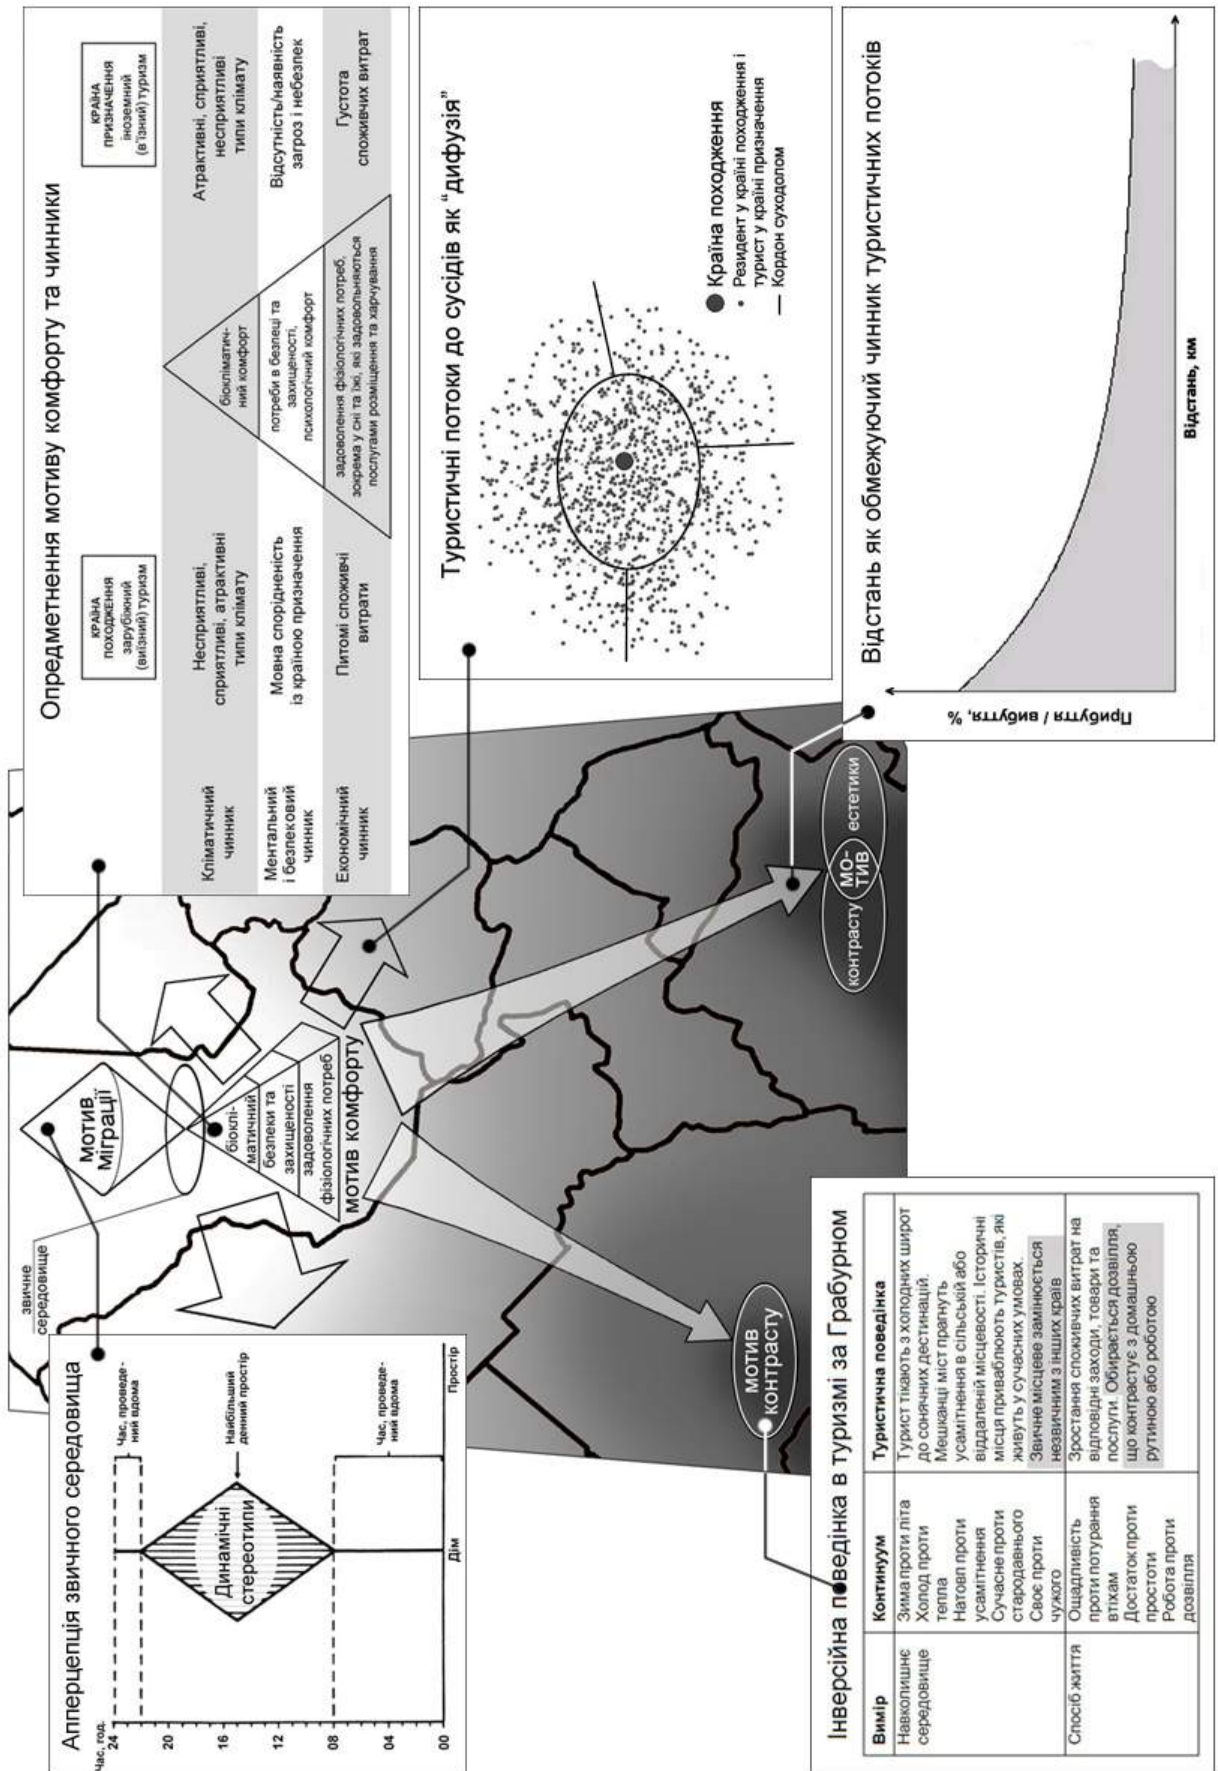 Апперцепція звичного середовища
Час, год.
24
20
16
12
08
04
00
Динамічні
стереотипи
Час, проведе-
ний вдома
Найбільший
денний простір
Час, проведе-
ний вдома
Дім
Простір
звичне
середовище
мотив
міграції
біоклі-
матичний
безпеки та
захищеності
задоволення
фізіологічних потреб
мотив комфорту
мотив
контрасту
контрасту
мо-
тив
естетики
Опредметнення мотиву комфорту та чинники
КРАЇНА
ПОХОДЖЕННЯ
зарубіжний
(виїзний) туризм
КРАЇНА
ПРИЗНАЧЕННЯ
іноземний
(в'їзний) туризм
Кліматичний
чинник
Несприятливі,
сприятливі, атрактивні
типи клімату
біокліматич-
ний комфорт
Атрактивні, сприятливі,
несприятливі
типи клімату
Ментальний
і безпековий
чинник
Мовна спорідненість
із країною призначення
потреби в безпеці та
захищеності,
психологічний комфорт
Відсутність/наявність
загроз і небезпек
Економічний
чинник
Питомі споживчі
витрати
задоволення фізіологічних потреб,
зокрема у сні та їжі, які задовольняються
послугами розміщення та харчування
Густота
споживчих витрат
Туристичні потоки до сусідів як “дифузія”
Країна походження
Резидент у країні походження і
турист у країні призначення
Кордон суходолом
Відстань як обмежуючий чинник туристичних потоків
Прибуття / вибуття, %
Відстань, км
Інверсійна поведінка в туризмі за Грабурном
Вимір
Континуум
Туристична поведінка
Навколишнє
середовище
Зима проти літа
Холод проти
тепла
Натовп проти
усамітнення
Сучасне проти
стародавнього
Своє проти
чужого
Турист тікають з холодних широт
до сонячних дестинацій.
Мешканці міст прагнуть
усамітнення в сільській або
віддаленій місцевості. Історичні
місця приваблюють туристів, які
живуть у сучасних умовах.
Звичне місцеве замінюється
незвичним з інших країв
Спосіб життя
Ощадливість
проти потурання
втіхам
Достаток проти
простоти
Робота проти
дозвілля
Зростання споживчих витрат на
відповідні заходи, товари та
послуги. Обирається дозвілля,
що контрастує з домашньою
рутиною або роботою